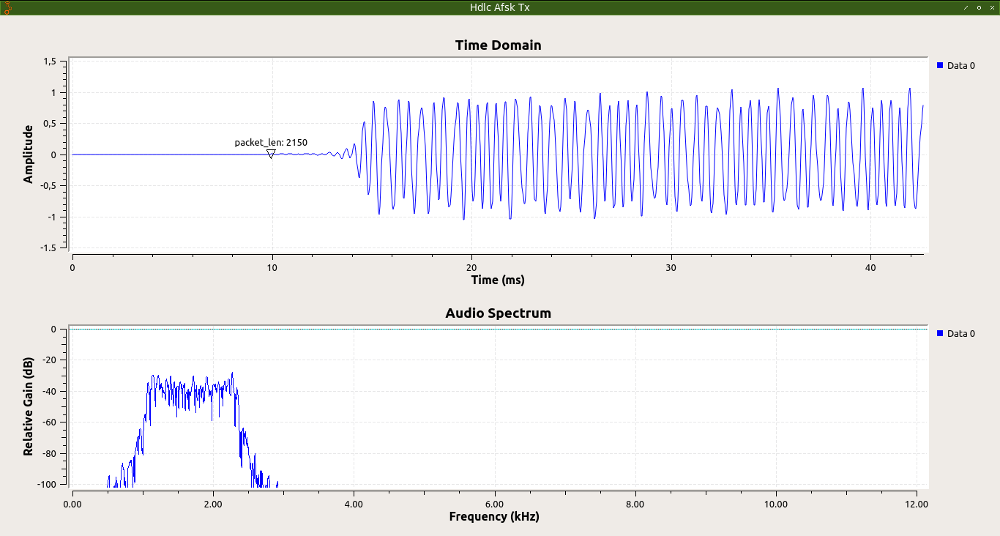 Hdlc Afsk Tx
Time Domain
1,5
1
0,5
0
-0,5
-1
-1.5
Amplitude
packet_len: 2150
Data 0
0
10
20
30
40
Time (ms)
Audio Spectrum
0
-20
-40
-60
-80
-100
Relative Gain (dB)
Data 0
0.00
2.00
4.00
6.00
8.00
10.00
12.00
Frequency (kHz)